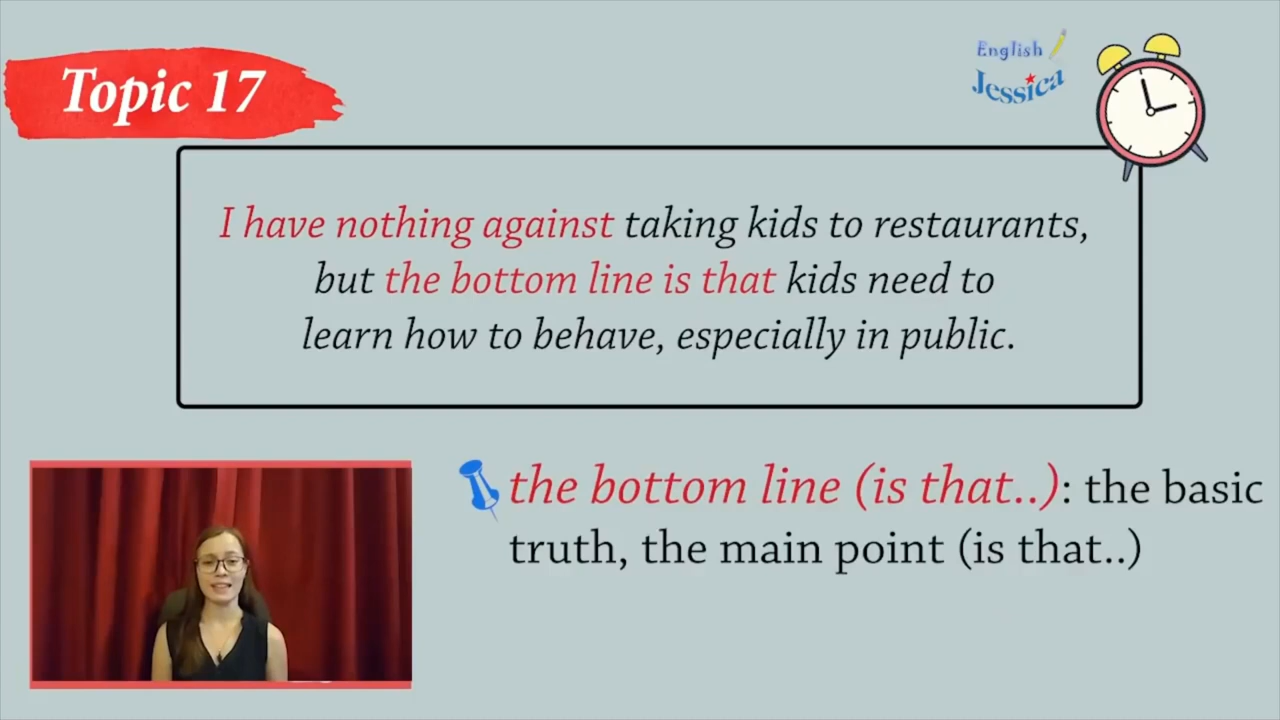 Topic 17
English
Jessica
I have nothing against taking kids to restaurants,
but the bottom line is that kids need to
learn how to behave, especially in public.
the bottom line (is that..): the basic
truth, the main point (is that..)